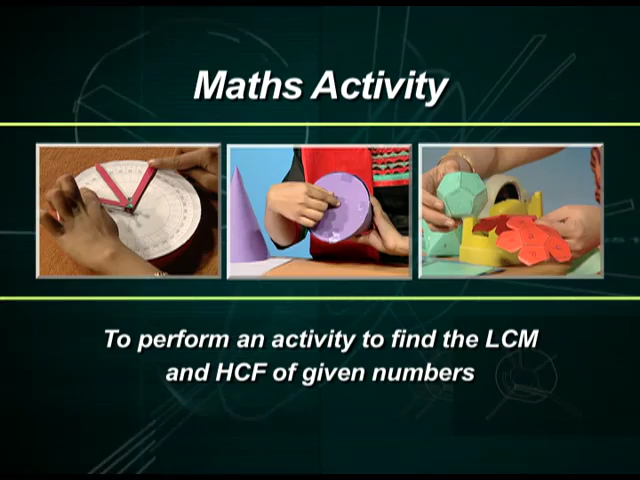 Maths Activity
To perform an activity to find the LCM
and HCF of given numbers